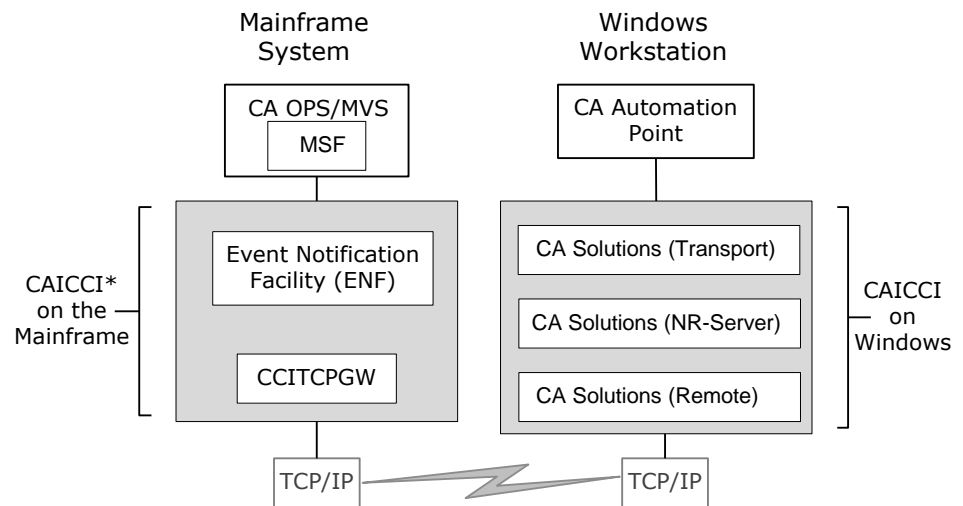 Mainframe
System
Windows
Workstation
CA OPS/MVS
MSF
CA Automation
Point
CAICCI*
on the
Mainframe
Event Notification
Facility (ENF)
CCITCPGW
CA Solutions (Transport)
CA Solutions (NR-Server)
CA Solutions (Remote)
CAICCI
on
Windows
TCP/IP
TCP/IP